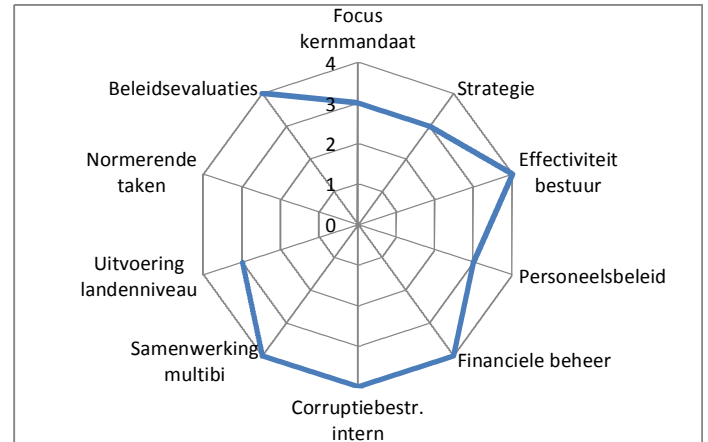 Focus
kernmandaat
Strategie
Effectiviteit
bestuur
Personeelsbeleid
Financiele beheer
Corruptiebestr.
intern
Samenwerking
multibi
Uitvoering
landenniveau
Normerende
taken
Beleidsevaluaties
4
3
2
1
0